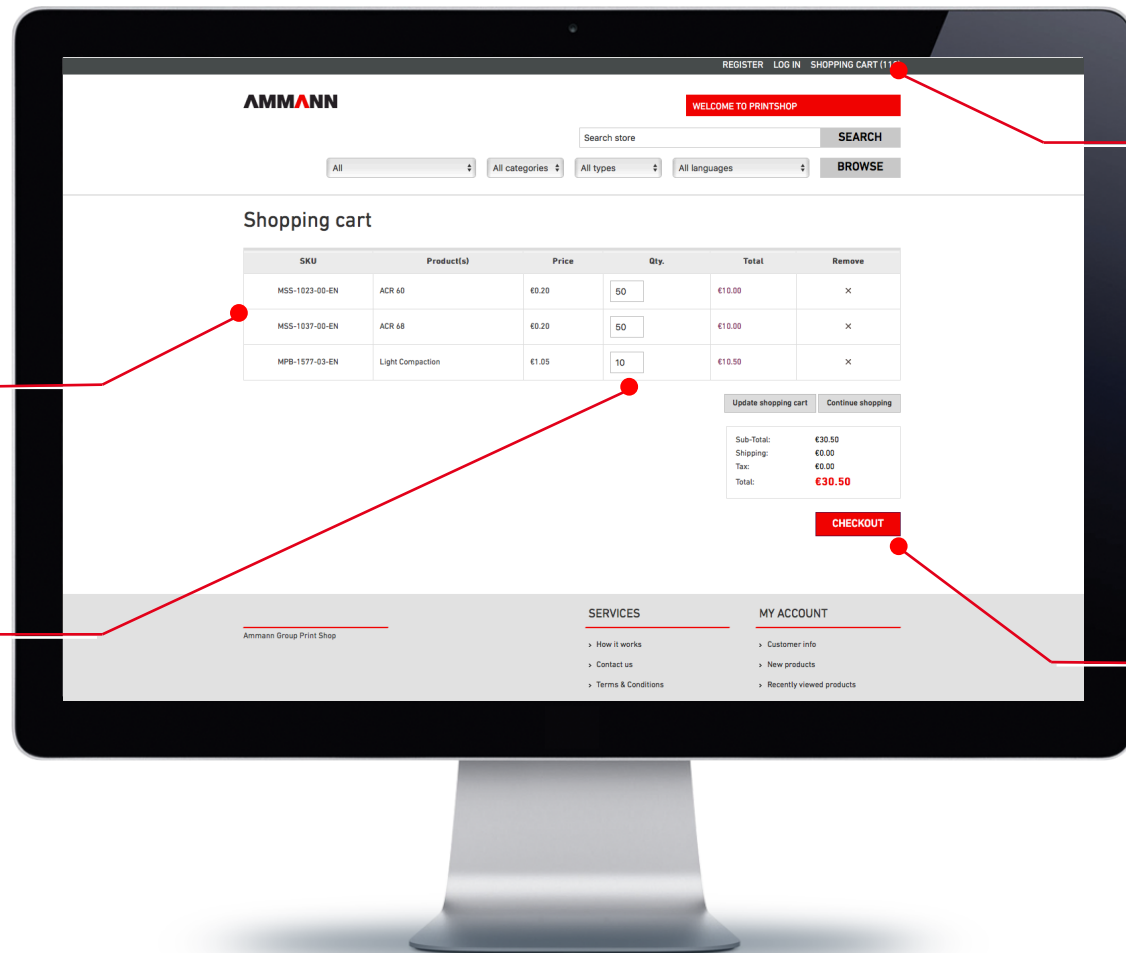 REGISTER LOG IN SHOPPING CART
AMMANN
WELCOME TO PRINTSHOP
Search store SEARCH
All All categories All types All languages BROWSE
Shopping cart
SKU Product(s) Price Qty. Total Remove
MSS-1023-00-EN ACR 60 €0.20 50 €10.00 ×
MSS-1037-00-EN ACR 68 €0.20 50 €10.00 ×
MPB-1577-03-EN Light Compaction €1.05 10 €10.50 ×
Update shopping cart Continue shopping
Sub-Total: €30.50
Shipping: €0.00
Tax: €0.00
Total: €30.50
CHECKOUT
SERVICES MY ACCOUNT
Ammann Group Print Shop
› How it works › Customer info
› Contact us › New products
› Terms & Conditions › Recently viewed products